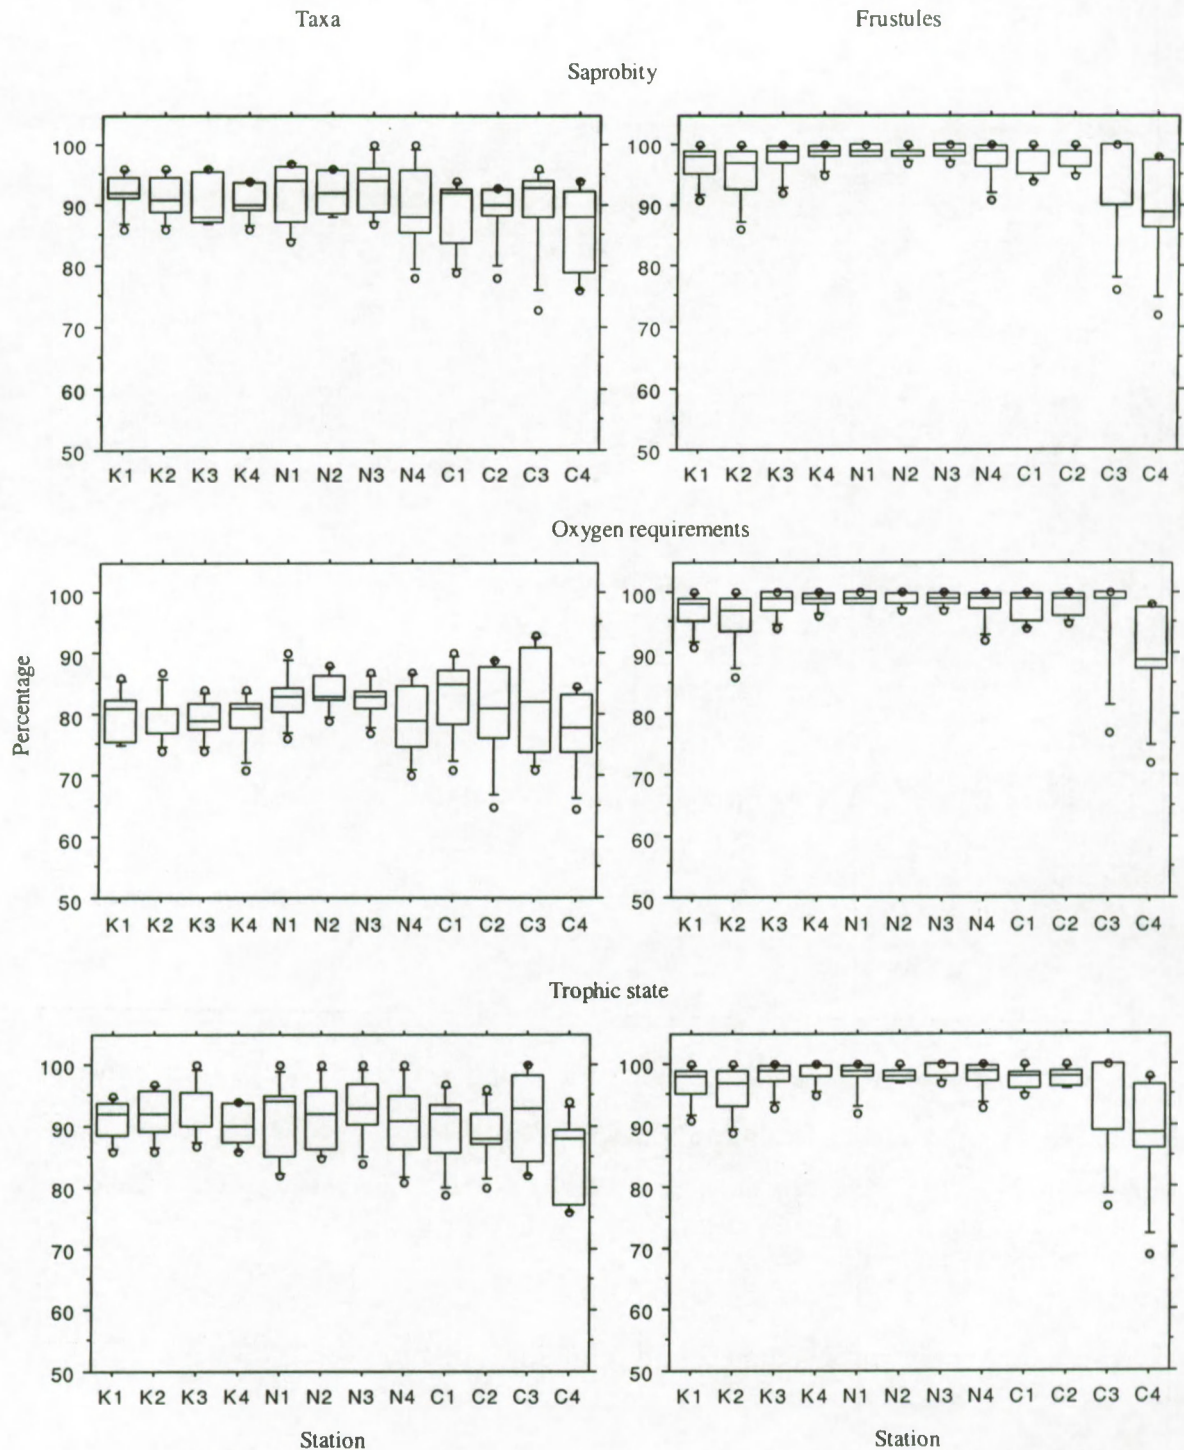 Taxa Frustules
Saprobity
100 100
90 90
80 80
70 70
60 60
50 50
K1 K2 K3 K4 N1 N2 N3 N4 C1 C2 C3 C4 K1 K2 K3 K4 N1 N2 N3 N4 C1 C2 C3 C4
Oxygen requirements
100 100
90 90
80 80
70 70
60 60
50 50
Percentage
K1 K2 K3 K4 N1 N2 N3 N4 C1 C2 C3 C4 K1 K2 K3 K4 N1 N2 N3 N4 C1 C2 C3 C4
Trophic state
100 100
90 90
80 80
70 70
60 60
50 50
K1 K2 K3 K4 N1 N2 N3 N4 C1 C2 C3 C4 K1 K2 K3 K4 N1 N2 N3 N4 C1 C2 C3 C4
Station Station